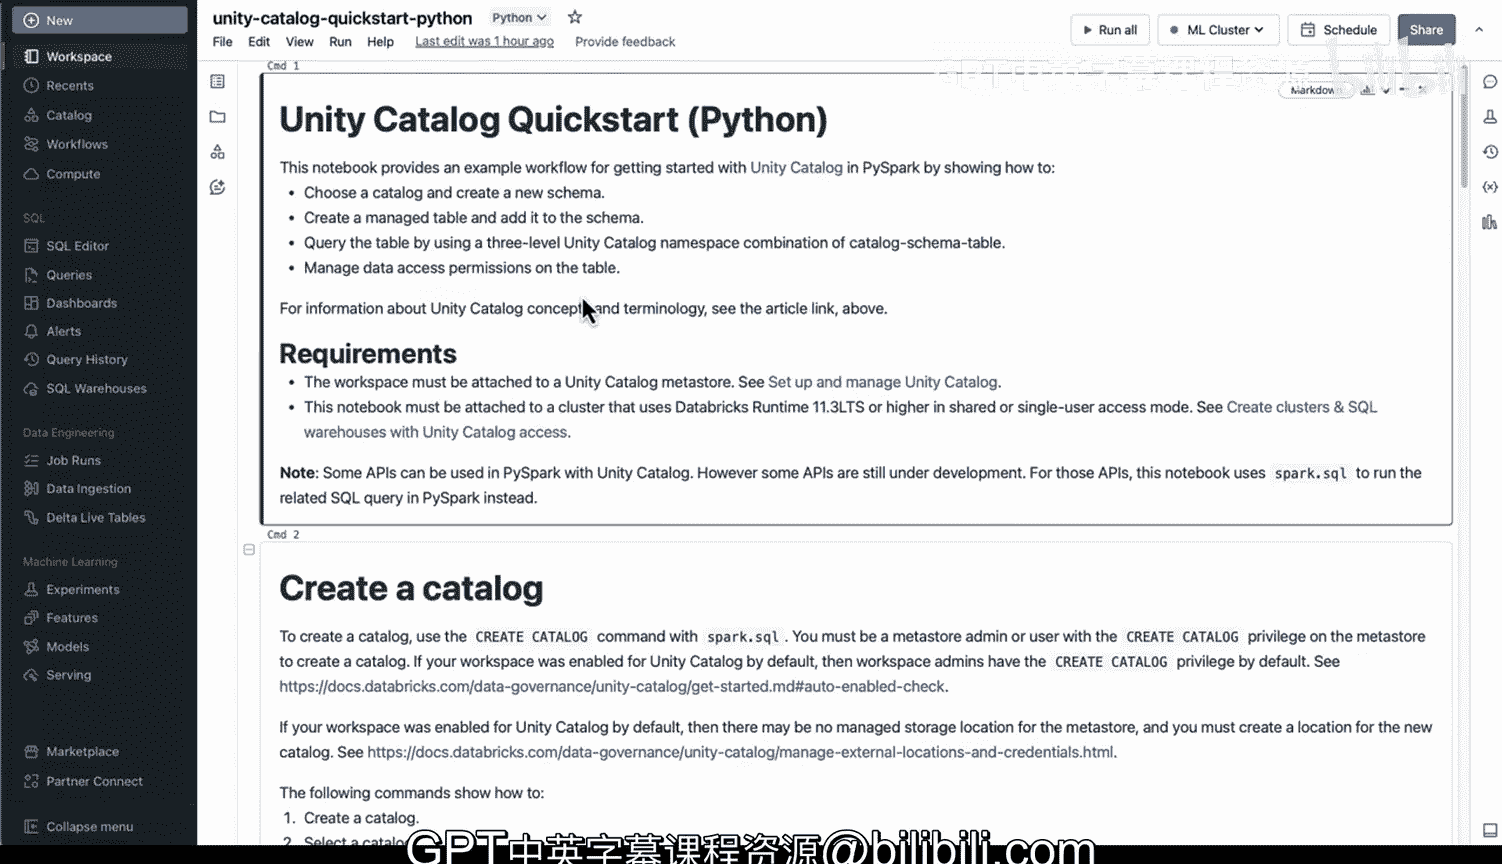 New
unity-catalog-quickstart-python
Python
File Edit View Run Help Last edit was 1 hour ago Provide feedback
Run all
ML Cluster
Schedule
Share
Workspace
Recents
Catalog
Workflows
Compute
SQL
SQL Editor
Queries
Dashboards
Alerts
Query History
SQL Warehouses
Data Engineering
Job Runs
Data Ingestion
Delta Live Tables
Machine Learning
Experiments
Features
Models
Serving
Marketplace
Partner Connect
Collapse menu
Cmd 1
GPT中英字幕课程资源 bilibili
Markdown
Unity Catalog Quickstart (Python)
This notebook provides an example workflow for getting started with Unity Catalog in PySpark by showing how to:
• Choose a catalog and create a new schema.
• Create a managed table and add it to the schema.
• Query the table by using a three-level Unity Catalog namespace combination of catalog-schema-table.
• Manage data access permissions on the table.
For information about Unity Catalog concept and terminology, see the article link, above.
Requirements
• The workspace must be attached to a Unity Catalog metastore. See Set up and manage Unity Catalog.
• This notebook must be attached to a cluster that uses Databricks Runtime 11.3LTS or higher in shared or single-user access mode. See Create clusters & SQL
warehouses with Unity Catalog access.
Note: Some APIs can be used in PySpark with Unity Catalog. However some APIs are still under development. For those APIs, this notebook uses spark.sql to run the
related SQL query in PySpark instead.
Cmd 2
Create a catalog
To create a catalog, use the CREATE CATALOG command with spark.sql. You must be a metastore admin or user with the CREATE CATALOG privilege on the metastore
to create a catalog. If your workspace was enabled for Unity Catalog by default, then workspace admins have the CREATE CATALOG privilege by default. See
https://docs.databricks.com/data-governance/unity-catalog/get-started.md#auto-enabled-check.
If your workspace was enabled for Unity Catalog by default, then there may be no managed storage location for the metastore, and you must create a location for the new
catalog. See https://docs.databricks.com/data-governance/unity-catalog/manage-external-locations-and-credentials.html.
The following commands show how to:
1. Create a catalog.
2. Select a catalo
GPT中英字幕课程资源@bilibili.com